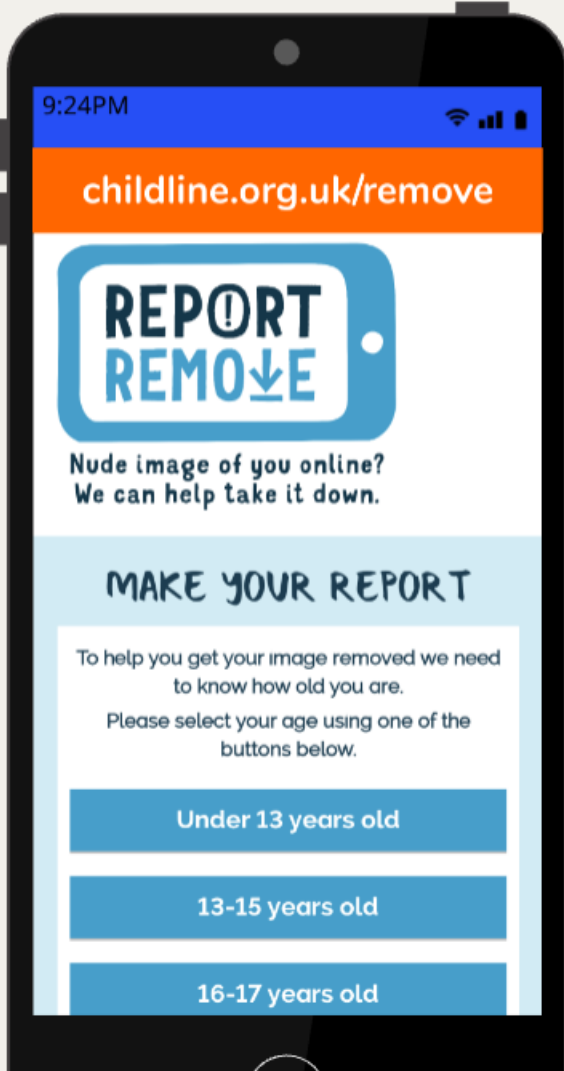 9:24PM
childline.org.uk/remove
REPORT
REMOVE
Nude image of you online?
We can help take it down.
MAKE YOUR REPORT
To help you get your image removed we need
to know how old you are.
Please select your age using one of the
buttons below.
Under 13 years old
13-15 years old
16-17 years old